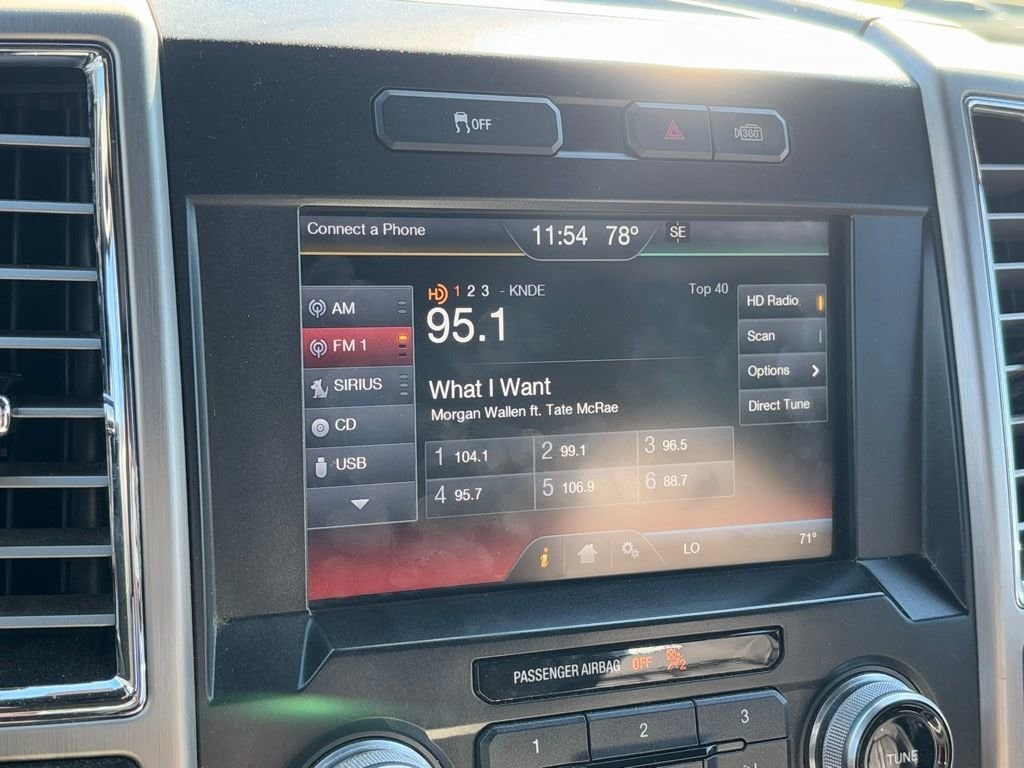 OFF
360
Connect a Phone
11:54 78° SE
HD 1 2 3 - KNDE Top 40
95.1
AM
FM 1
SIRIUS
CD
USB
What I Want
Morgan Wallen ft. Tate McRae
1 104.1 2 99.1 3 96.5
4 95.7 5 106.9 6 88.7
HD Radio
Scan
Options
Direct Tune
i LO 71°
PASSENGER AIRBAG OFF 2
1 2 3
TUNE